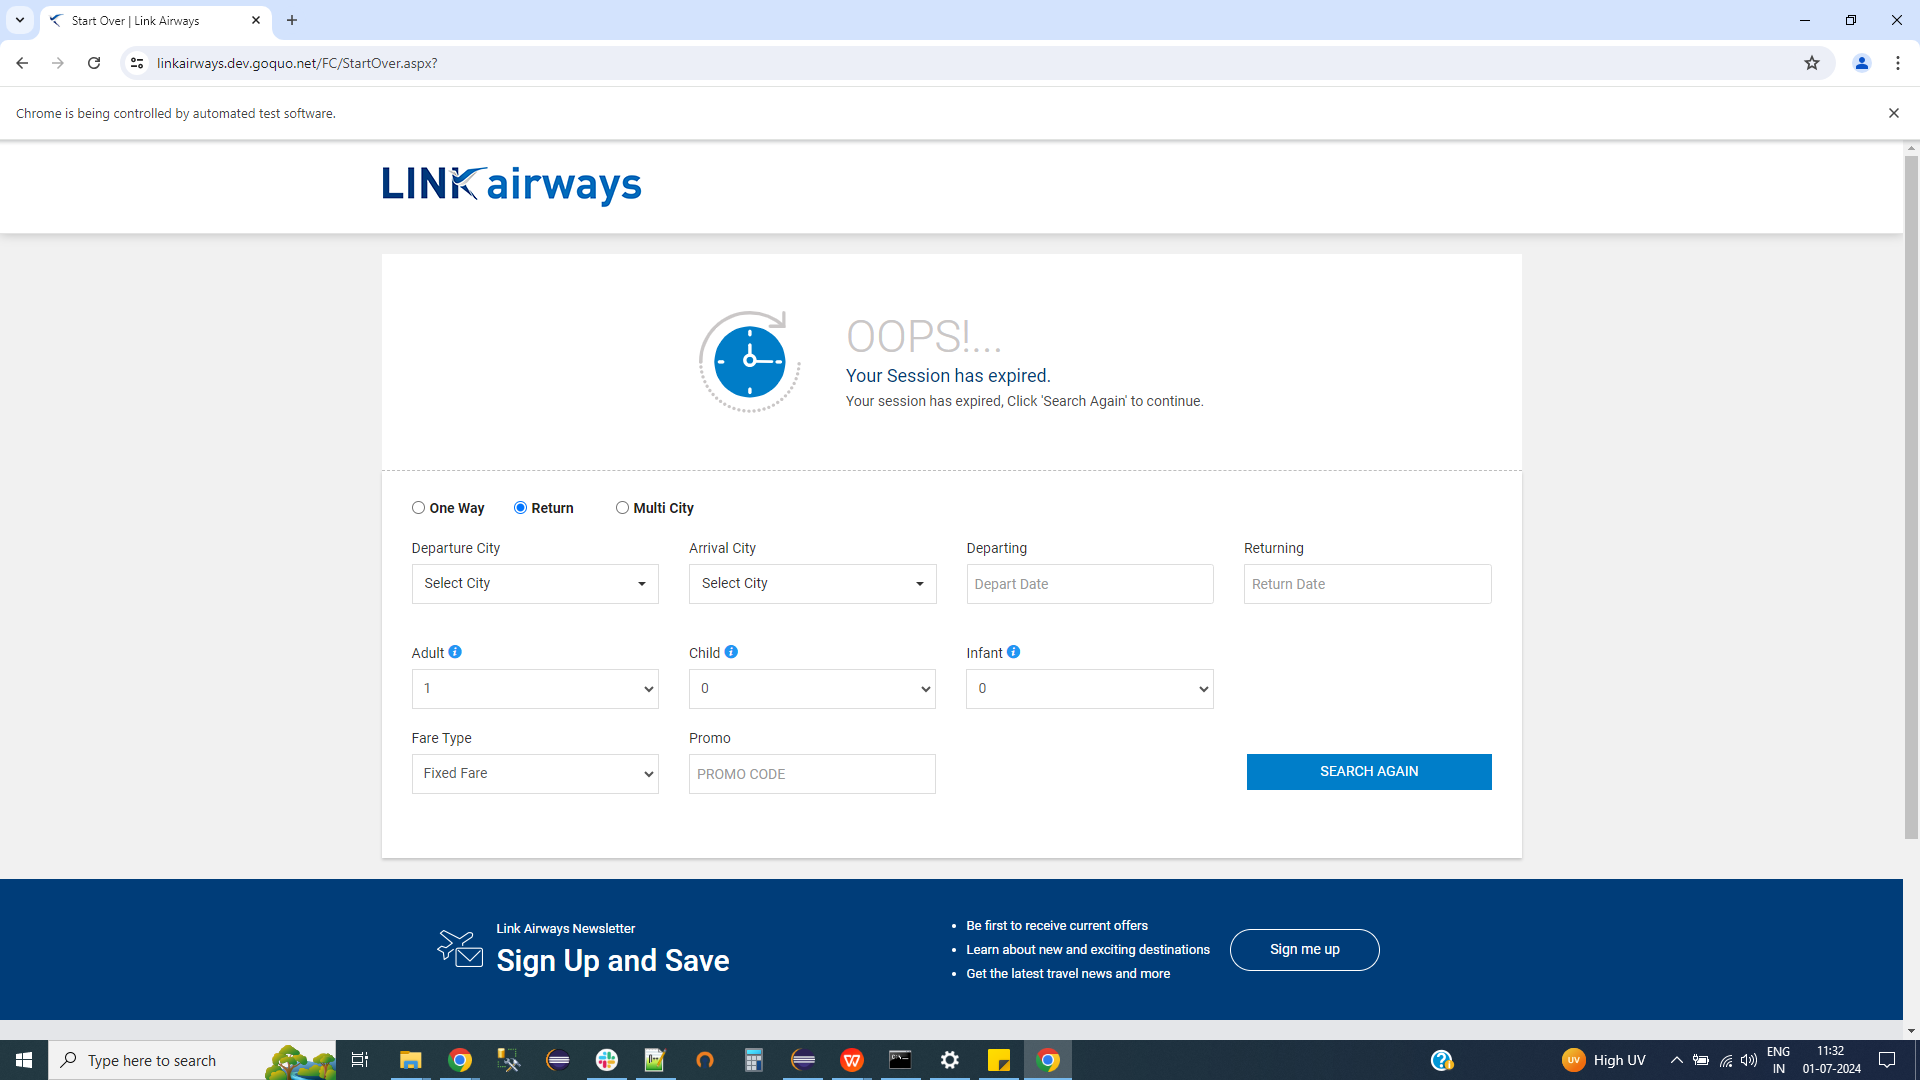 Start Over | Link Airways
linkairways.dev.goquo.net/FC/StartOver.aspx?
Chrome is being controlled by automated test software.
LINK airways
OOPS!...
Your Session has expired.
Your session has expired, Click 'Search Again' to continue.
One Way Return Multi City
Departure City Arrival City Departing Returning
Select City Select City Depart Date Return Date
Adult i Child i Infant i
1 0 0
Fare Type Promo
Fixed Fare PROMO CODE SEARCH AGAIN
Link Airways Newsletter
Sign Up and Save
• Be first to receive current offers
• Learn about new and exciting destinations
• Get the latest travel news and more
Sign me up
Type here to search
UV High UV
ENG
IN
11:32
01-07-2024